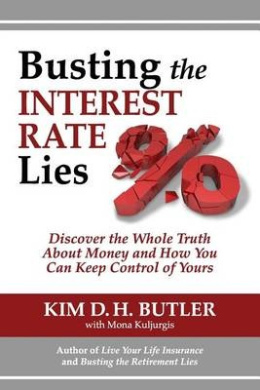 Busting the
INTEREST
RATE
Lies
%
Discover the Whole Truth
About Money and How You
Can Keep Control of Yours
KIM D. H. BUTLER
with Mona Kuljurgis
Author of Live Your Life Insurance
and Busting the Retirement Lies